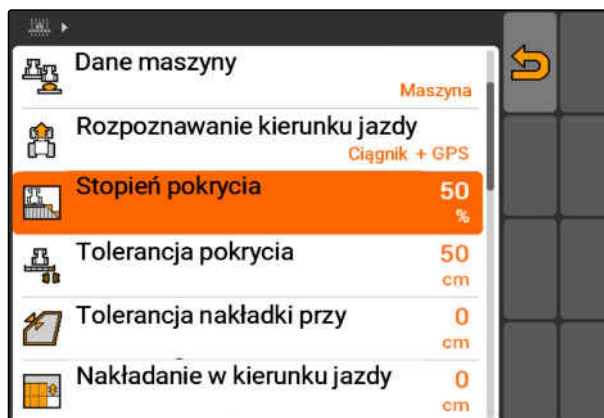 Dane maszyny
Maszyna
Rozpoznawanie kierunku jazdy
Ciągnik + GPS
Stopień pokrycia 50
%
Tolerancja pokrycia 50
cm
Tolerancja nakładki przy 0
cm
Nakładanie w kierunku jazdy 0
cm